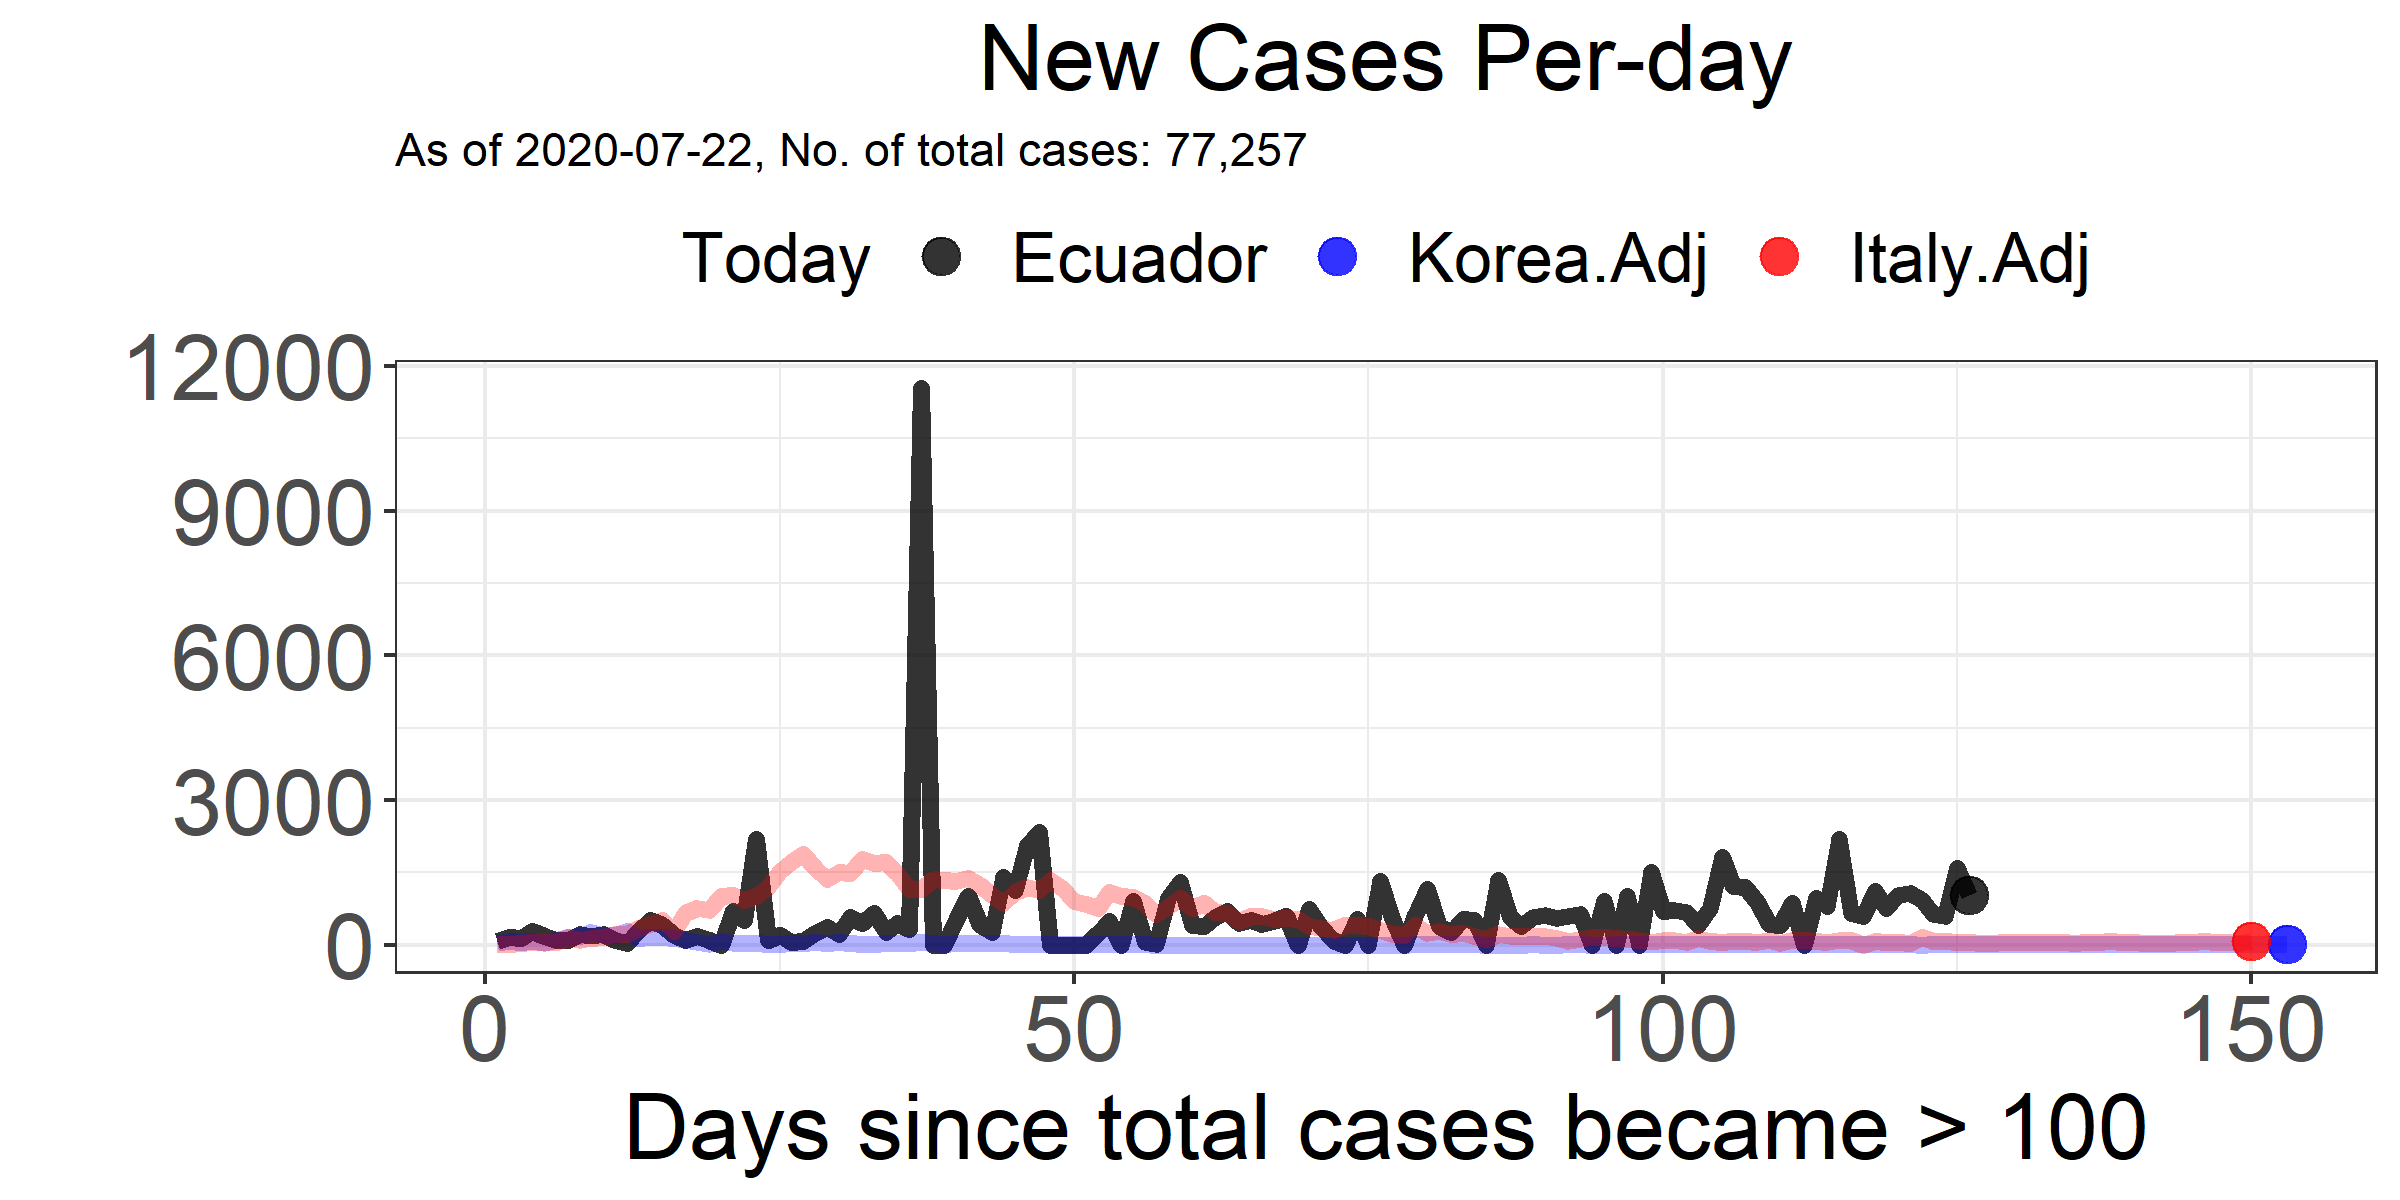 New Cases Per-day
As of 2020-07-22, No. of total cases: 77,257
Today Ecuador Korea.Adj Italy.Adj
12000
9000
6000
3000
0
0 50 100 150
Days since total cases became > 100